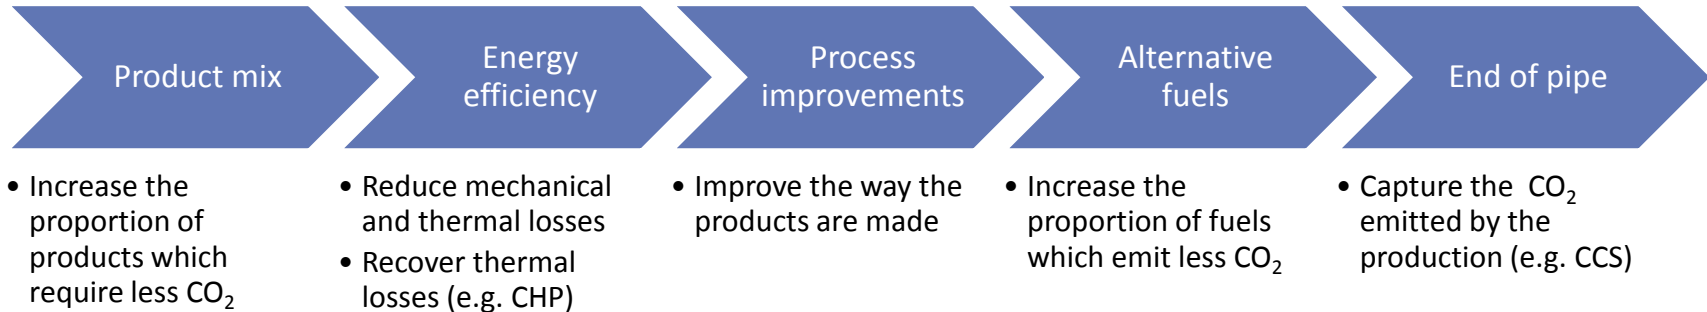 Product mix
Energy
efficiency
Process
improvements
Alternative
fuels
End of pipe
• Increase the
proportion of
products which
require less CO₂
• Reduce mechanical
and thermal losses
• Recover thermal
losses (e.g. CHP)
• Improve the way the
products are made
• Increase the
proportion of fuels
which emit less CO₂
• Capture the CO₂
emitted by the
production (e.g. CCS)